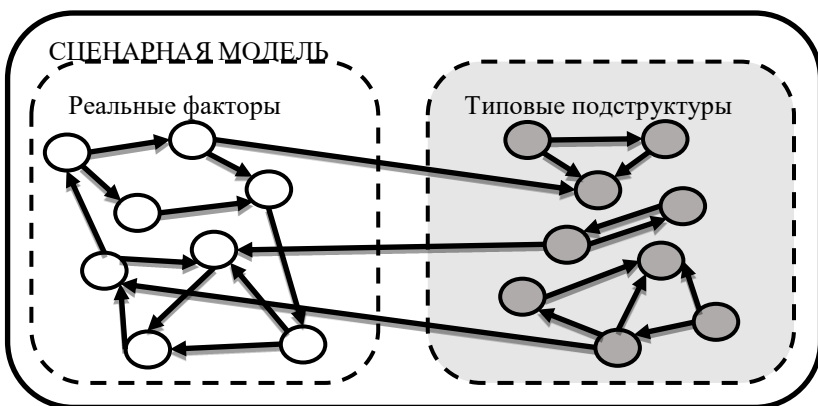 СЦЕНАРНАЯ МОДЕЛЬ
Реальные факторы
Типовые подструктуры